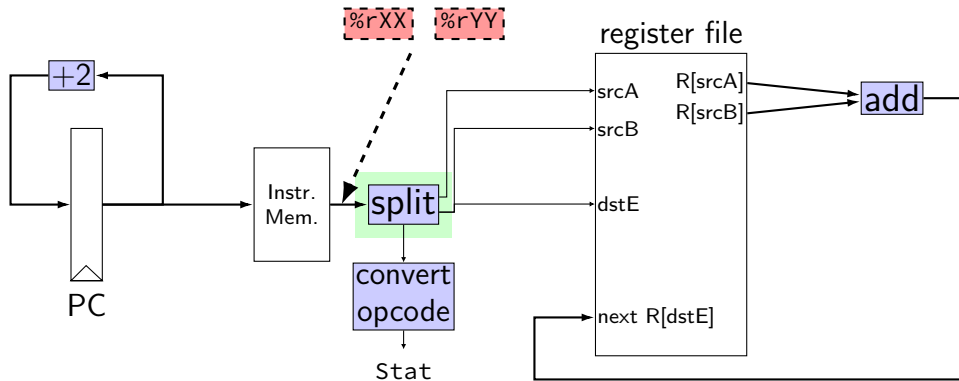 %rXX %rYY
register file
+2
srcA
srcB
dstE
next R[dstE]
R[srcA]
R[srcB]
add
Instr.
Mem.
split
PC
convert
opcode
Stat